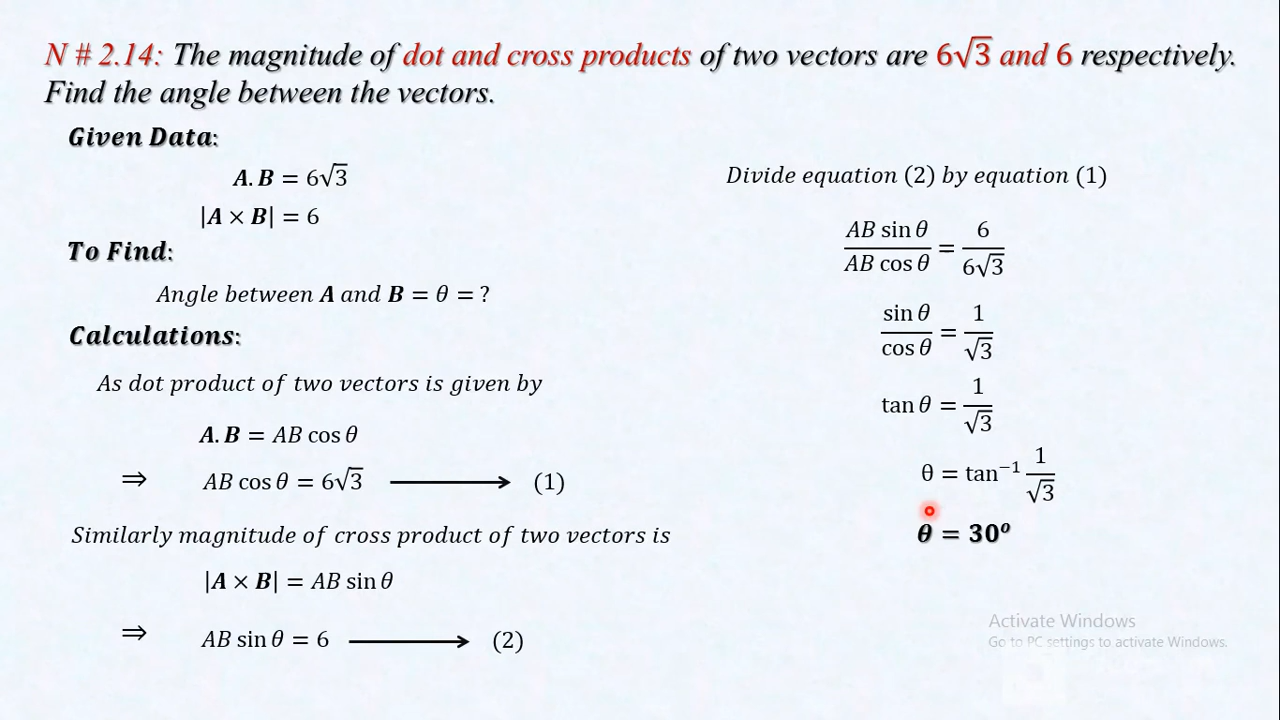 N # 2.14: The magnitude of dot and cross products of two vectors are 6√3 and 6 respectively.
Find the angle between the vectors.
Given Data:
A.B = 6√3
|A × B| = 6
To Find:
Angle between A and B = θ = ?
Calculations:
As dot product of two vectors is given by
A.B = AB cos θ
⇒ AB cos θ = 6√3 ⟶ (1)
Similarly magnitude of cross product of two vectors is
|A × B| = AB sin θ
⇒ AB sin θ = 6 ⟶ (2)
Divide equation (2) by equation (1)
AB sin θ / AB cos θ = 6 / 6√3
sin θ / cos θ = 1 / √3
tan θ = 1 / √3
θ = tan⁻¹ 1 / √3
θ = 30ᵒ
Activate Windows
Go to PC settings to activate Windows.